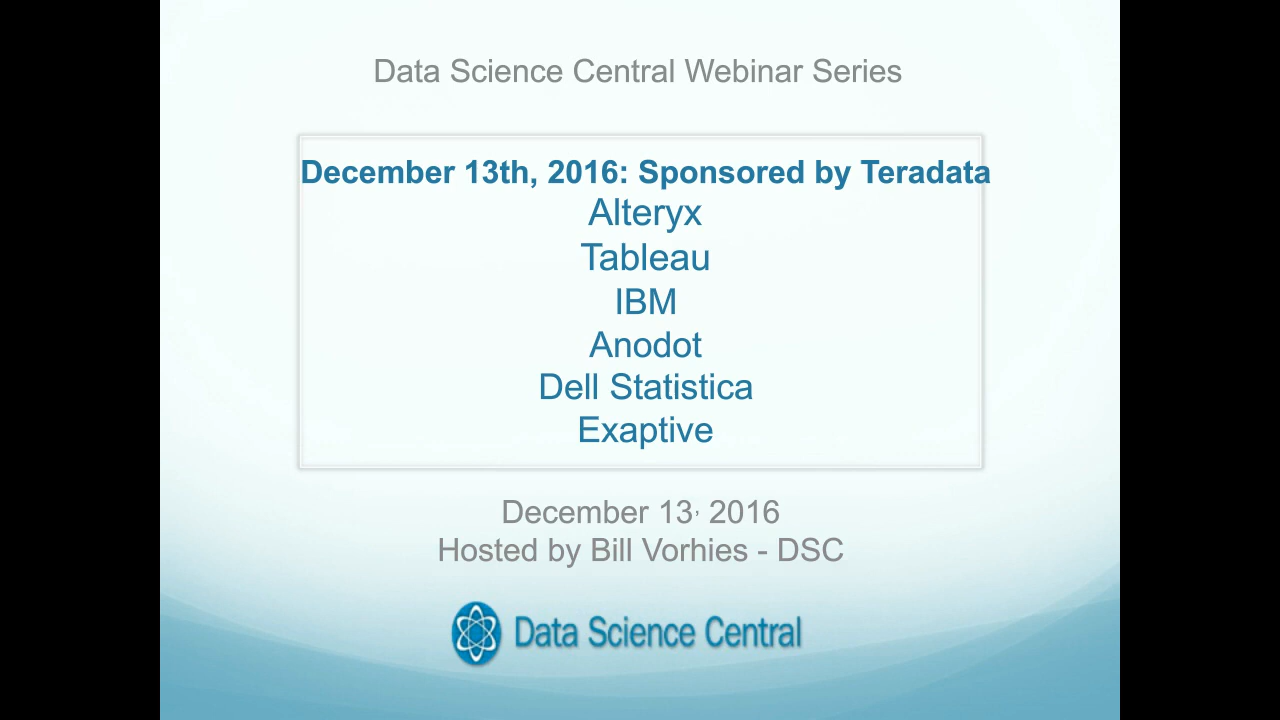 Data Science Central Webinar Series
December 13th, 2016: Sponsored by Teradata
Alteryx
Tableau
IBM
Anodot
Dell Statistica
Exaptive
December 13, 2016
Hosted by Bill Vorhies - DSC
Data Science Central